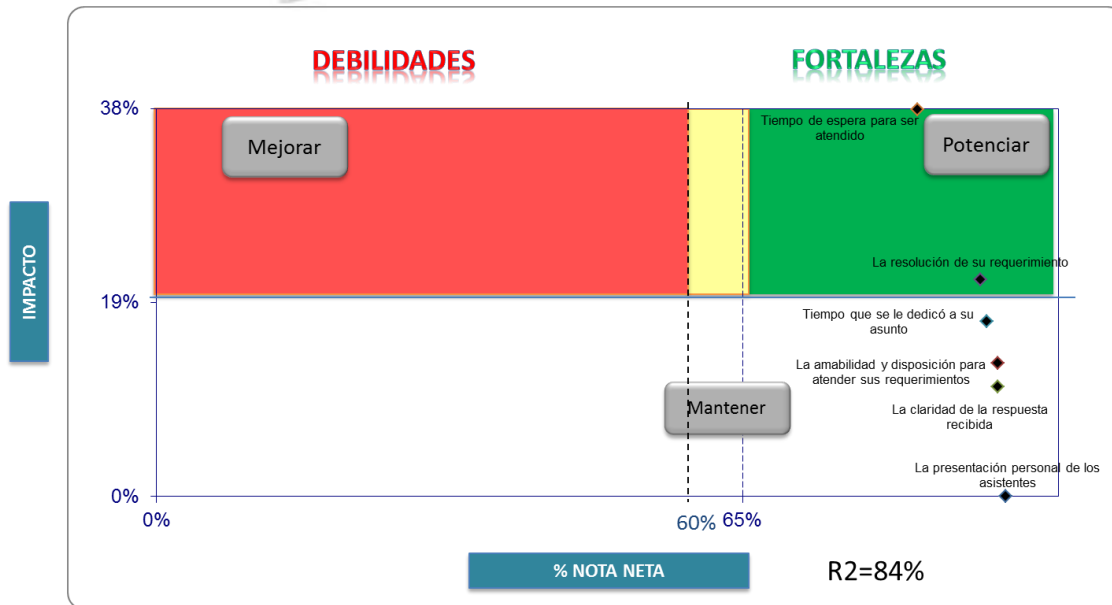 DEBILIDADES
FORTALEZAS
38%
Tiempo de espera para ser
atendido
Mejorar
Potenciar
IMPACTO
La resolución de su requerimiento
19%
Tiempo que se le dedicó a su
asunto
La amabilidad y disposición para
atender sus requerimientos
Mantener
La claridad de la respuesta
recibida
La presentación personal de los
asistentes
0%
0%
60%
65%
% NOTA NETA
R2=84%